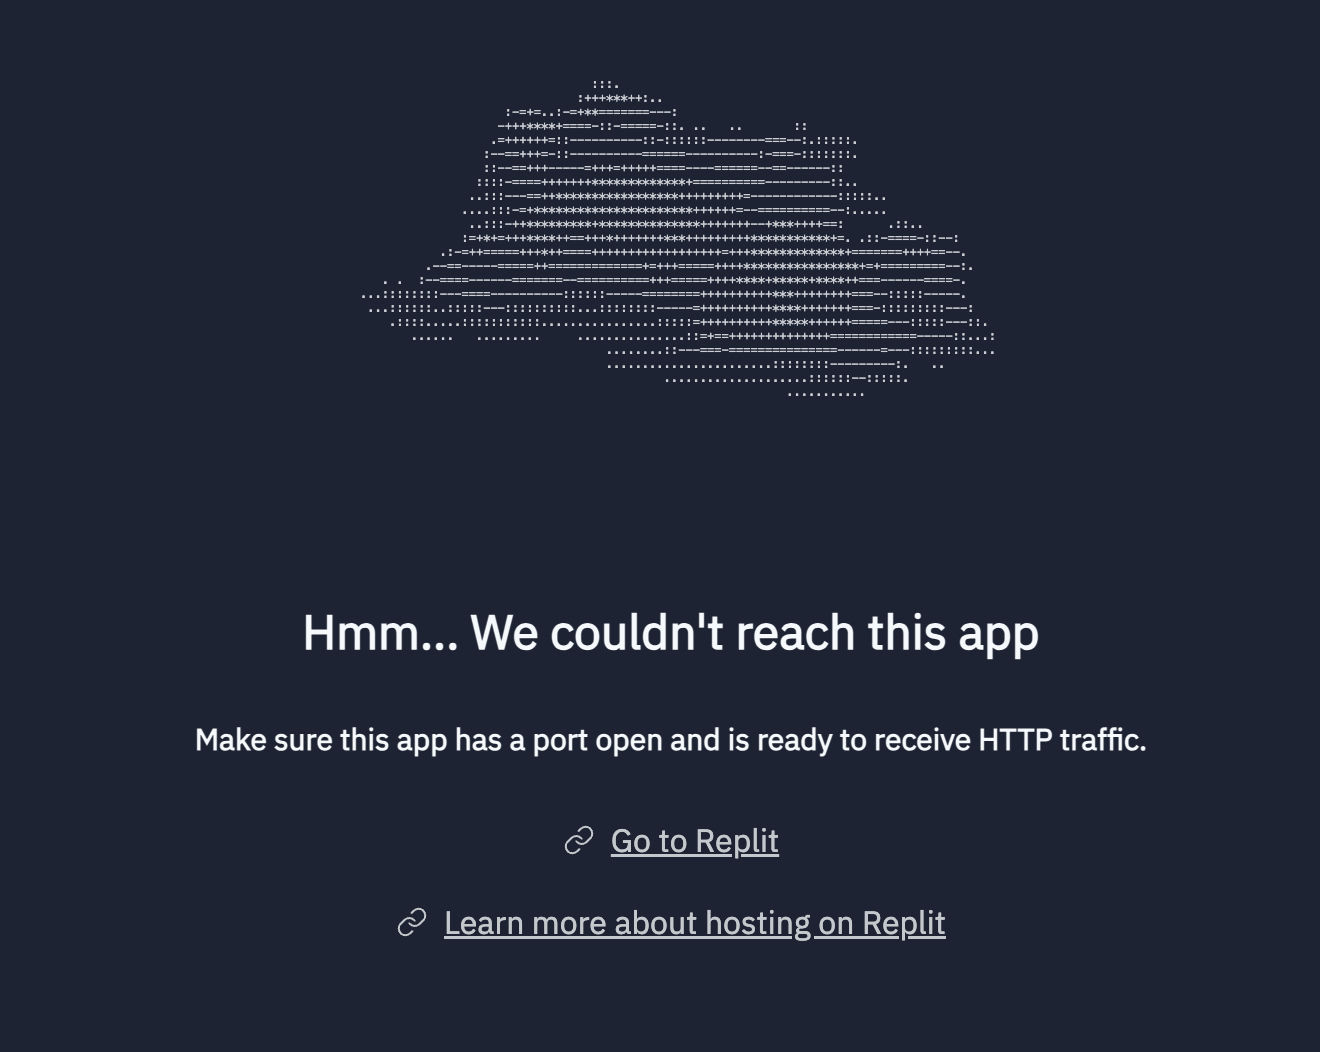 Hmm... We couldn't reach this app
Make sure this app has a port open and is ready to receive HTTP traffic.
Go to Replit
Learn more about hosting on Replit